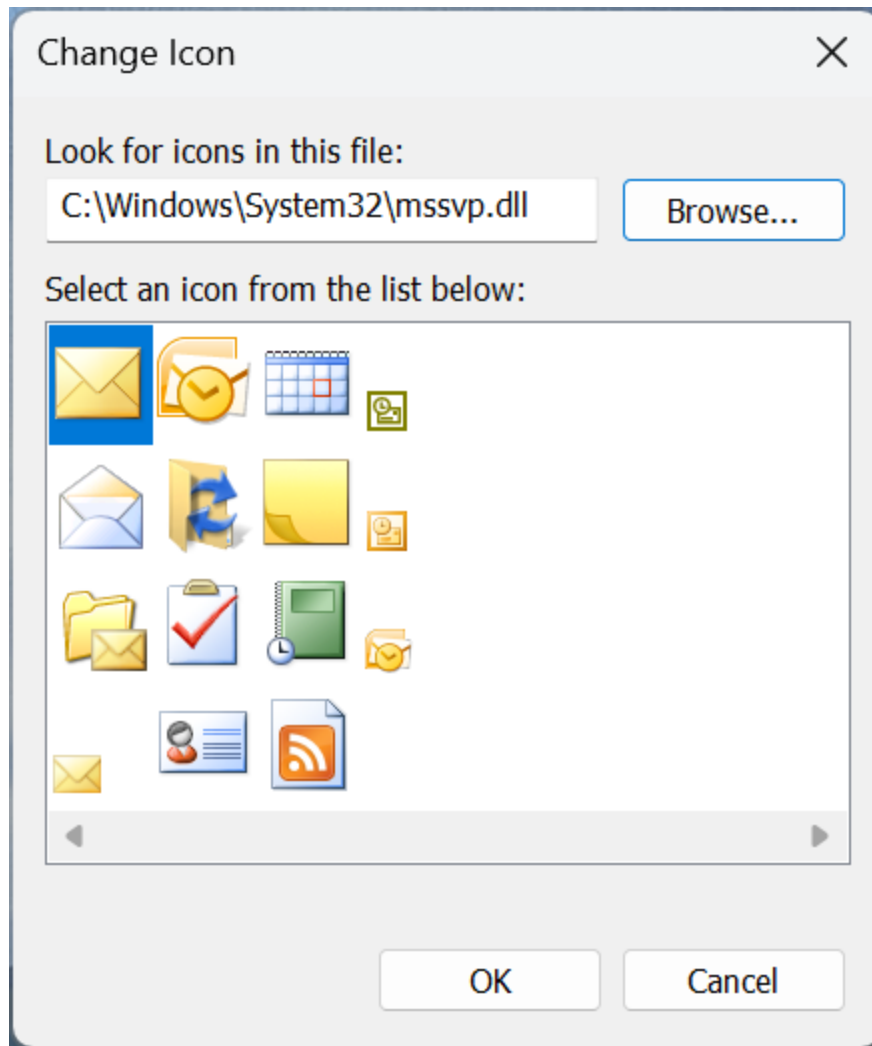 Change Icon
Look for icons in this file:
C:\Windows\System32\mssvp.dll
Browse...
Select an icon from the list below:
OK
Cancel